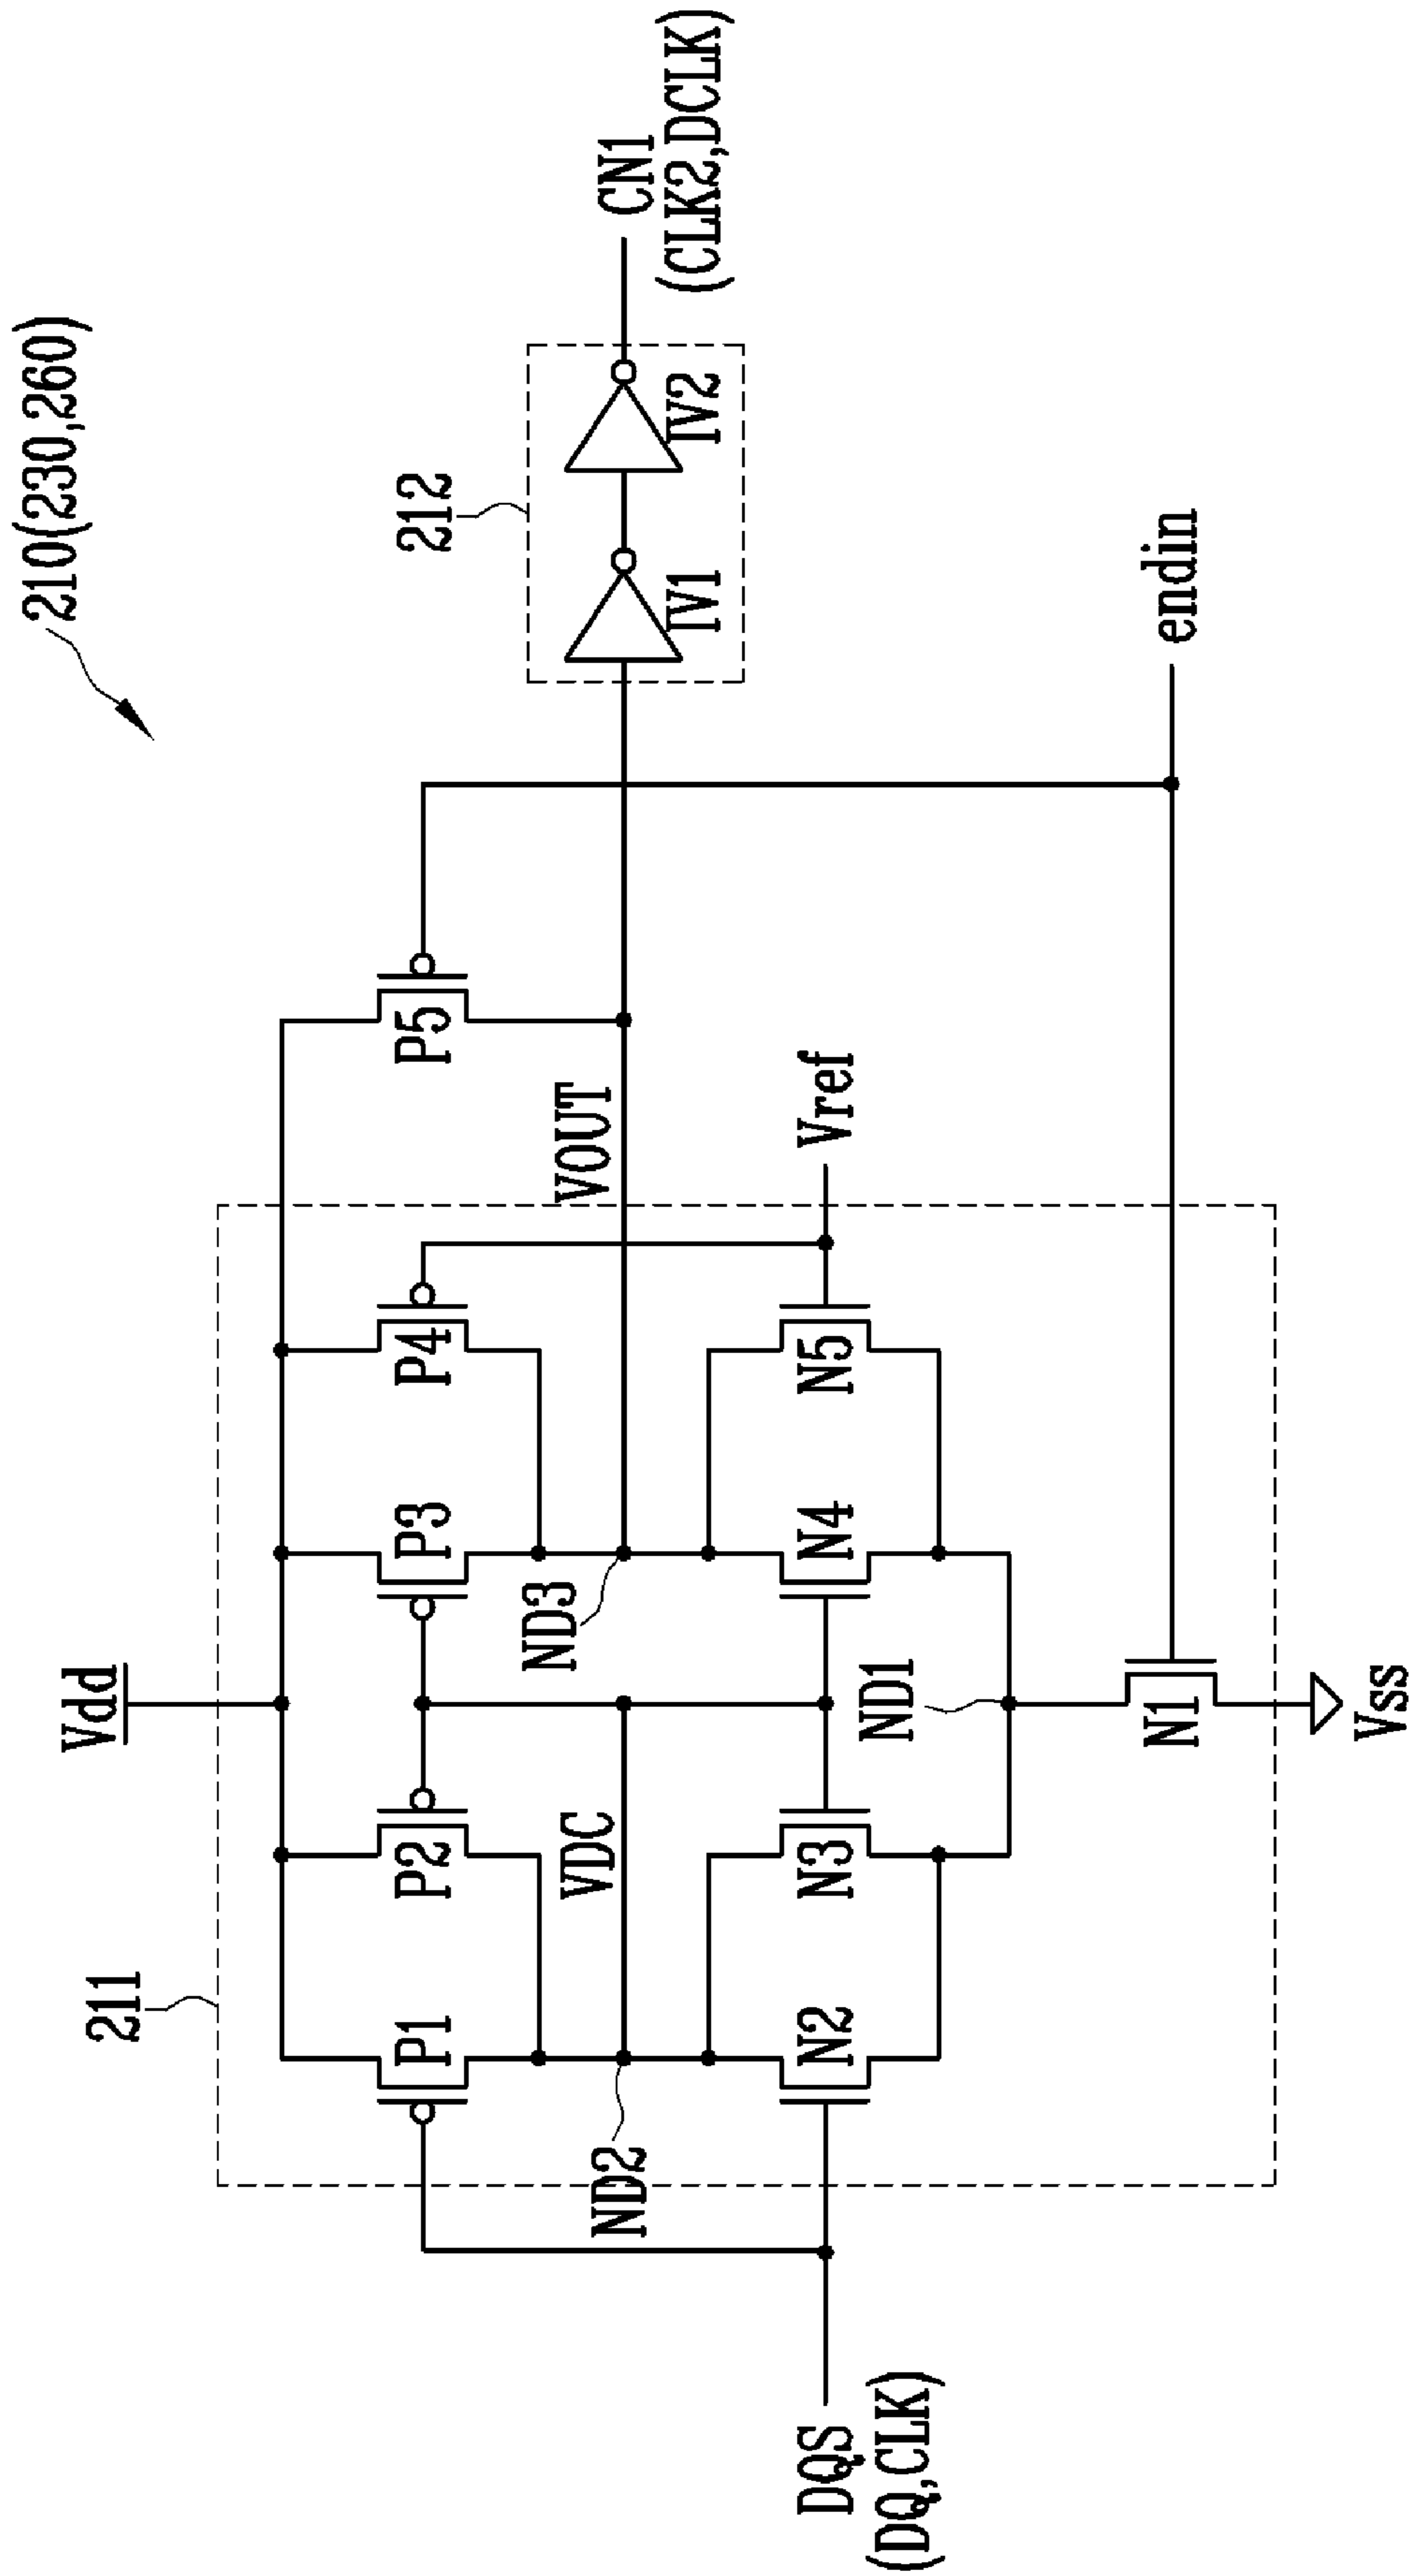 210(230,260)
Vdd
211
P1
P2
P3
P4
P5
212
ND2
VDC
ND3
VOUT
IV1
IV2
CN1
(CLK2,DCLK)
DQS
(DQ,CLK)
N2
N3
N4
N5
Vref
ND1
N1
endin
Vss